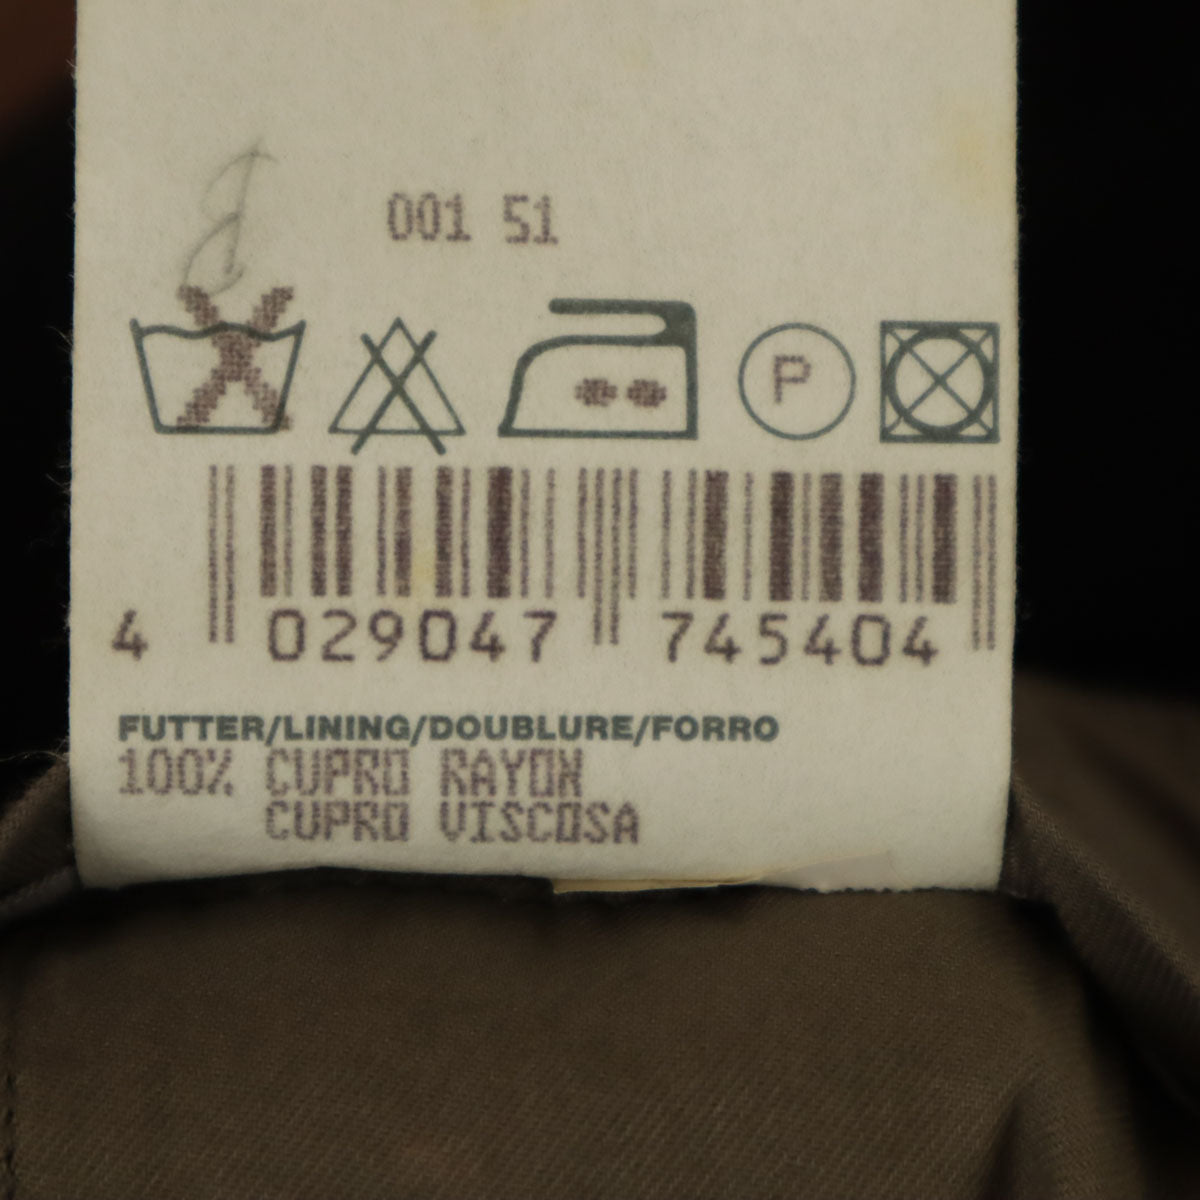 001 51
P
4 029047 745404
FUTTER/LINING/DOUBLURE/FORRO
100% CUPRO RAYON
CUPRO VISCOSA